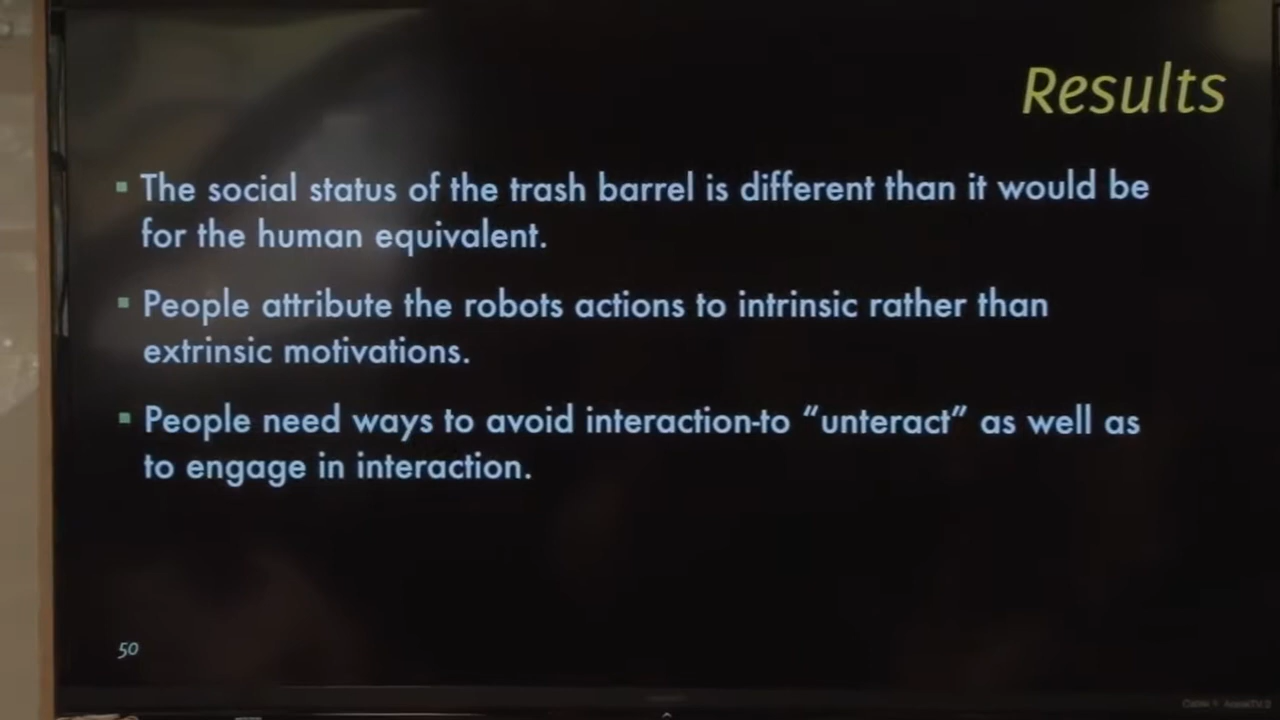 Results
▪ The social status of the trash barrel is different than it would be
for the human equivalent.
▪ People attribute the robots actions to intrinsic rather than
extrinsic motivations.
▪ People need ways to avoid interaction-to “unteract” as well as
to engage in interaction.
50